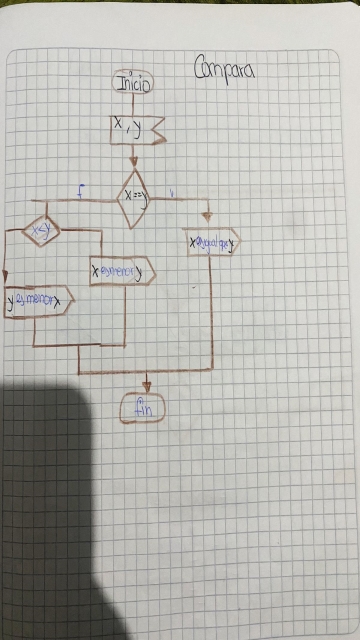 Compara
Inicio
x, y
x==y
f
v
x<y
x es igual que y
x es menor y
y es menor x
fin